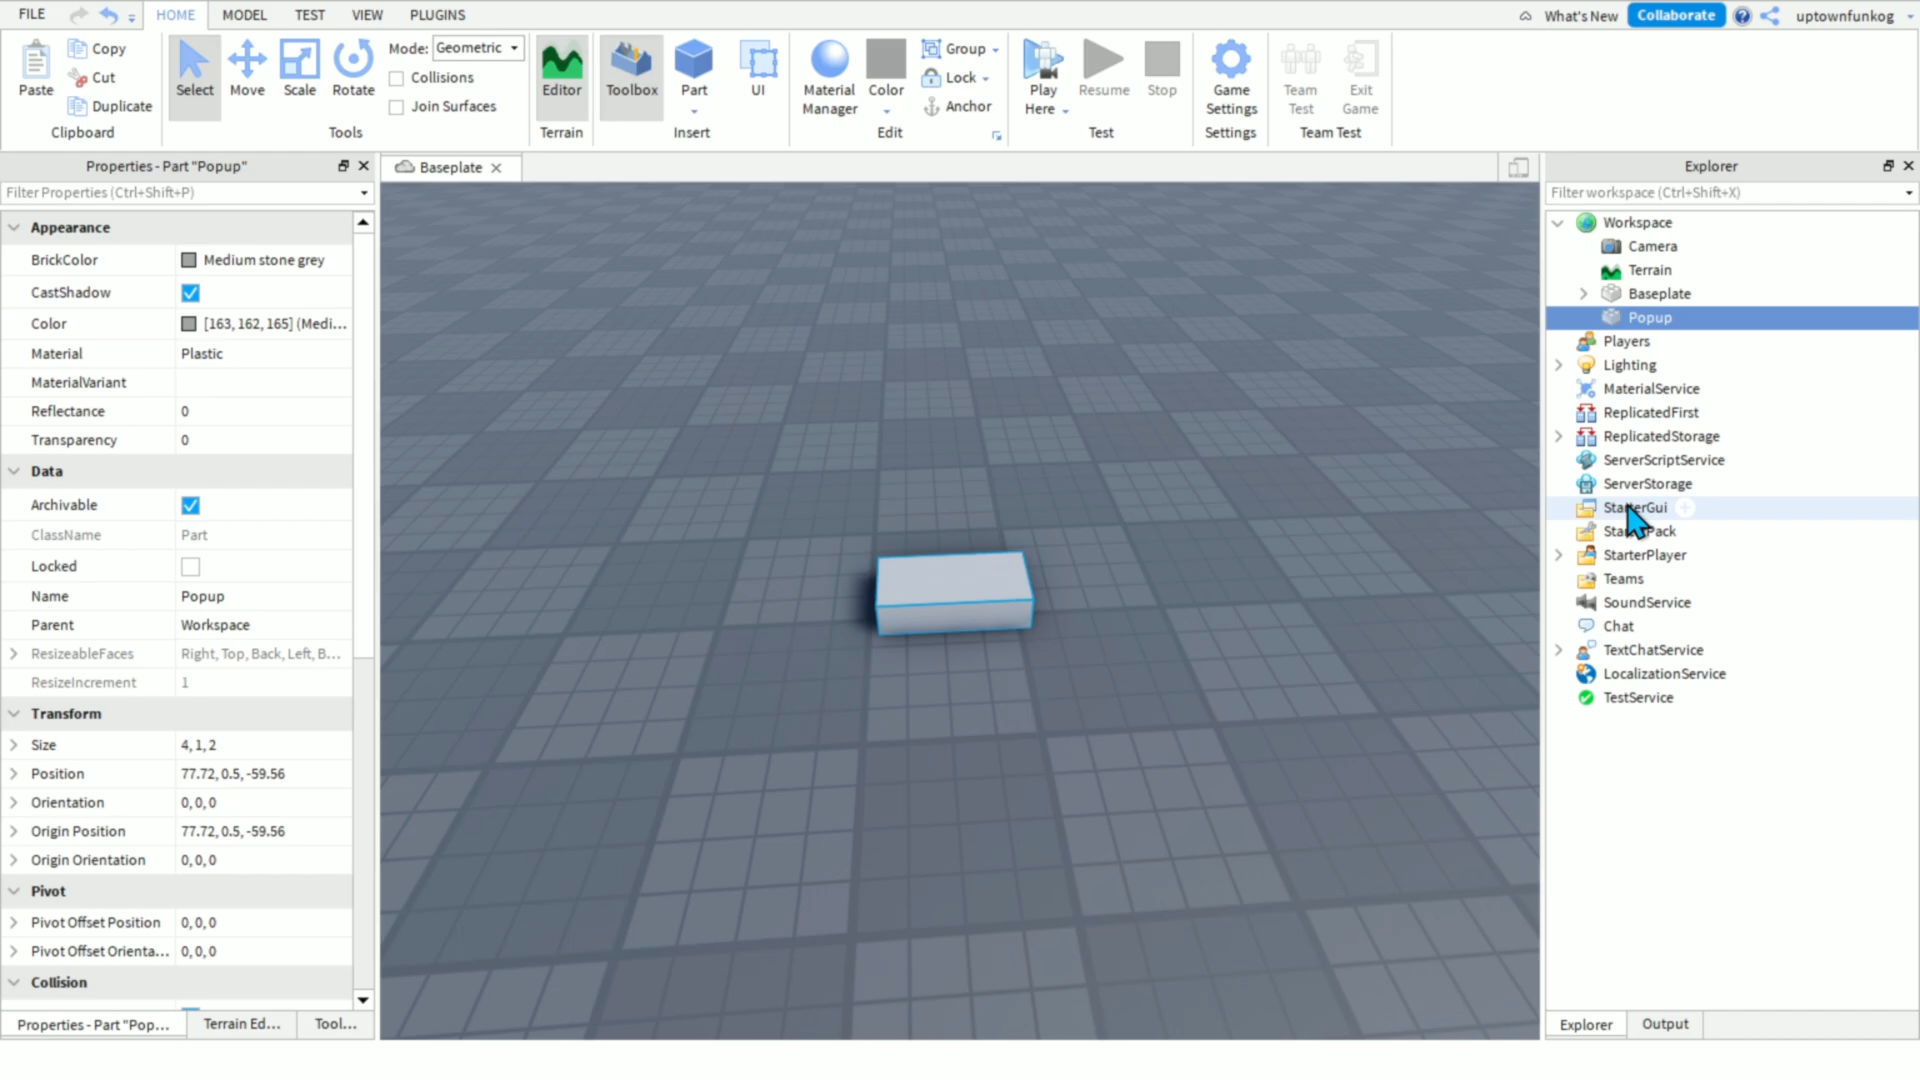 FILE HOME MODEL TEST VIEW PLUGINS What's New Collaborate uptownfunkog
Paste Copy Cut Duplicate
Clipboard
Select Move Scale Rotate Mode: Geometric
Collisions
Join Surfaces
Tools
Editor
Terrain
Toolbox Part UI
Insert
Material Manager Color Group
Lock
Anchor
Edit
Play Here Resume Stop
Test
Game Settings
Settings
Team Test Exit Game
Team Test
Properties - Part "Popup"
Filter Properties (Ctrl+Shift+P)
Appearance
BrickColor Medium stone grey
CastShadow
Color [163, 162, 165] (Medi...
Material Plastic
MaterialVariant
Reflectance 0
Transparency 0
Data
Archivable
ClassName Part
Locked
Name Popup
Parent Workspace
ResizeableFaces Right, Top, Back, Left, B...
ResizeIncrement 1
Transform
Size 4, 1, 2
Position 77.72, 0.5, -59.56
Orientation 0, 0, 0
Origin Position 77.72, 0.5, -59.56
Origin Orientation 0, 0, 0
Pivot
Pivot Offset Position 0, 0, 0
Pivot Offset Orienta... 0, 0, 0
Collision
Properties - Part "Pop... Terrain Ed... Tool...
Baseplate
Explorer
Filter workspace (Ctrl+Shift+X)
Workspace
Camera
Terrain
Baseplate
Popup
Players
Lighting
MaterialService
ReplicatedFirst
ReplicatedStorage
ServerScriptService
ServerStorage
StarterGui
StarterPack
StarterPlayer
Teams
SoundService
Chat
TextChatService
LocalizationService
TestService
Explorer Output